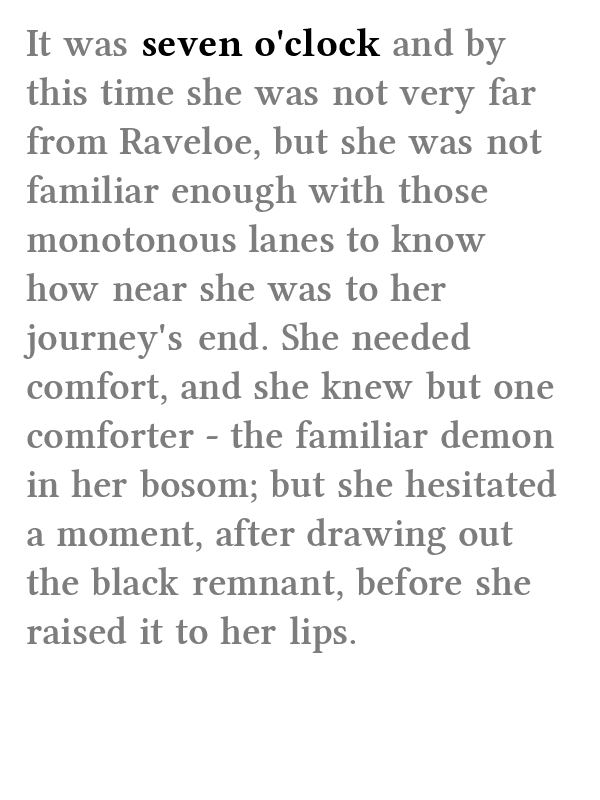 It was seven o'clock and by
this time she was not very far
from Raveloe, but she was not
familiar enough with those
monotonous lanes to know
how near she was to her
journey's end. She needed
comfort, and she knew but one
comforter - the familiar demon
in her bosom; but she hesitated
a moment, after drawing out
the black remnant, before she
raised it to her lips.